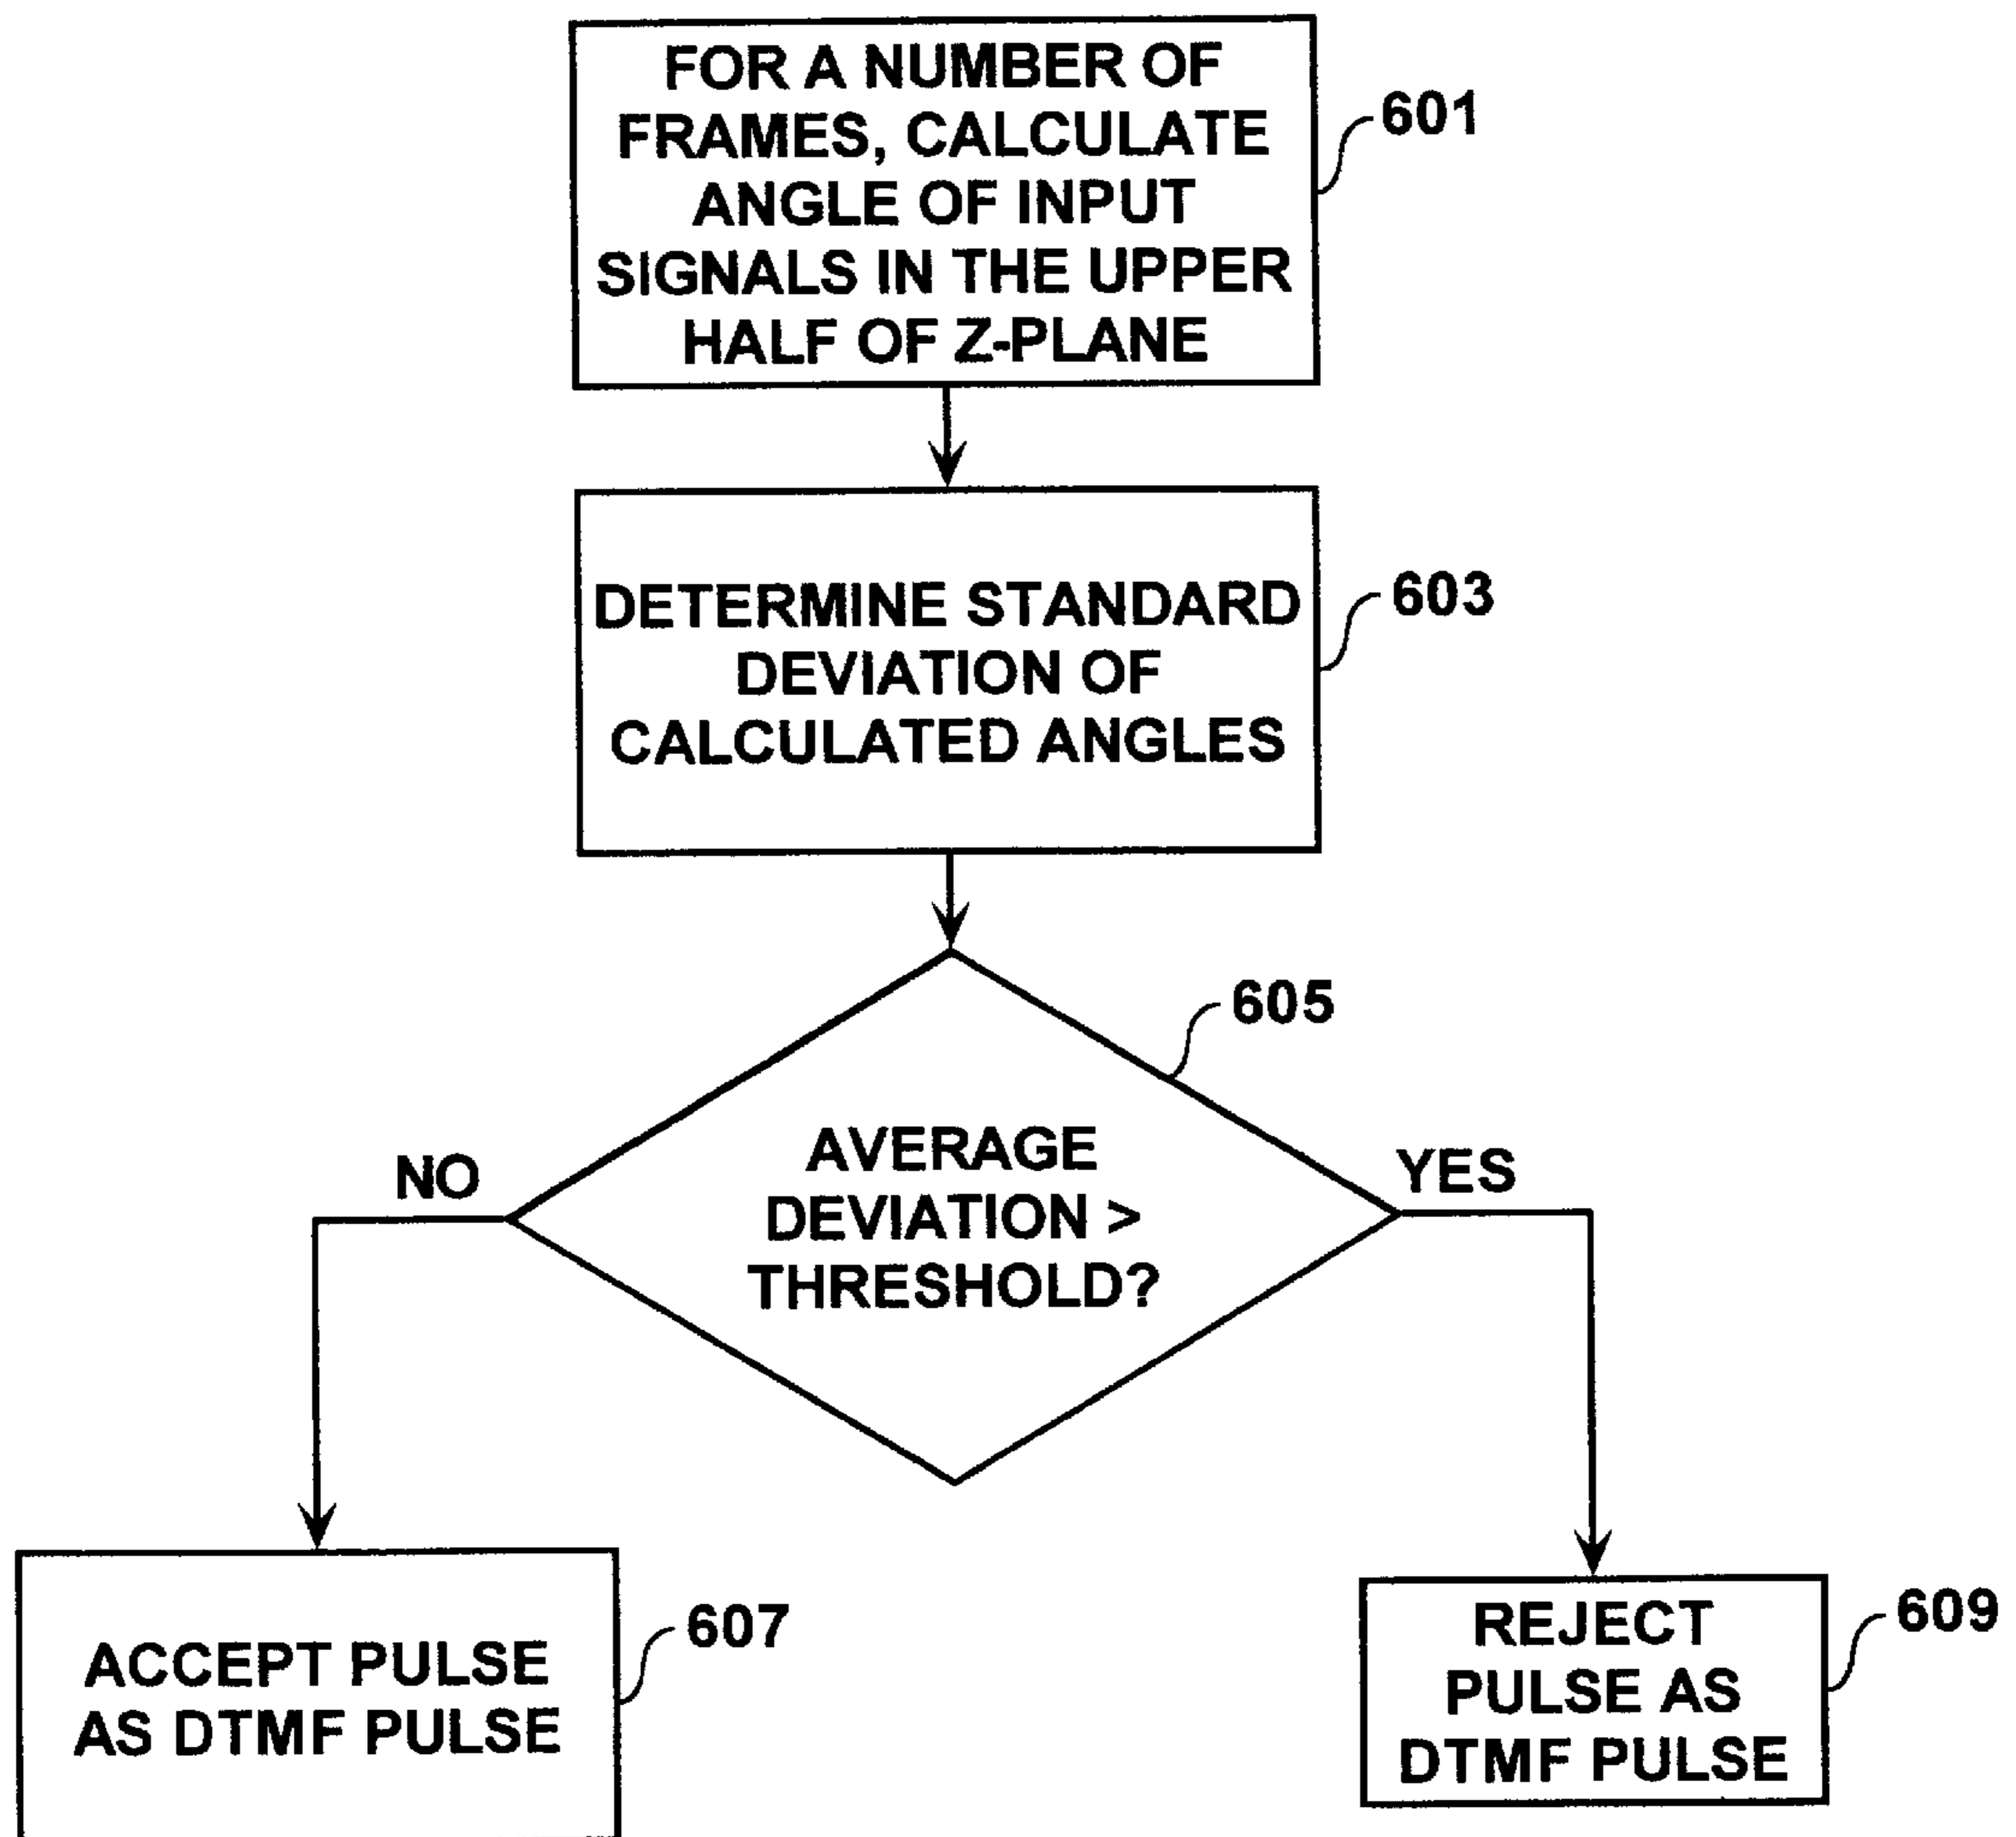 FOR A NUMBER OF
FRAMES, CALCULATE
ANGLE OF INPUT
SIGNALS IN THE UPPER
HALF OF Z-PLANE
601
DETERMINE STANDARD
DEVIATION OF
CALCULATED ANGLES
603
605
AVERAGE
DEVIATION >
THRESHOLD?
NO
YES
ACCEPT PULSE
AS DTMF PULSE
607
REJECT
PULSE AS
DTMF PULSE
609